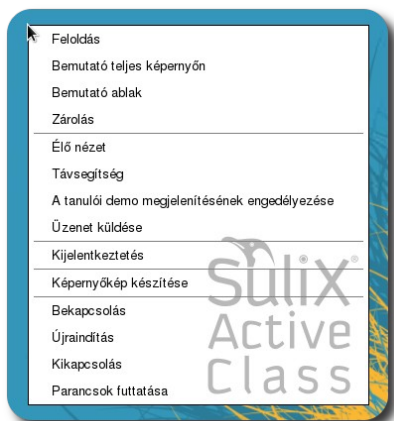 Feloldás
Bemutató teljes képernyőn
Bemutató ablak
Zárolás
Élő nézet
Távsegítség
A tanulói demo megjelenítésének engedélyezése
Üzenet küldése
Kijelentkeztetés
Képernyőkép készítése
Bekapcsolás
Újraindítás
Kikapcsolás
Parancsok futtatása
SuliX®
Active
Class